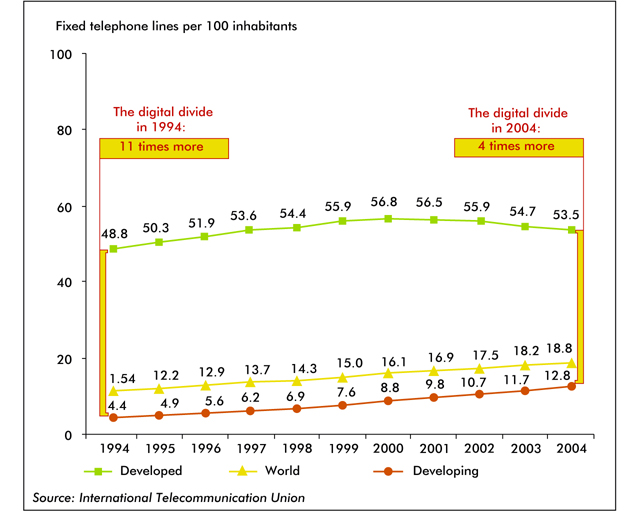 Fixed telephone lines per 100 inhabitants
100
80
60
40
20
0
The digital divide
in 1994:
11 times more
The digital divide
in 2004:
4 times more
48.8 50.3 51.9 53.6 54.4 55.9 56.8 56.5 55.9 54.7 53.5
1.54 12.2 12.9 13.7 14.3 15.0 16.1 16.9 17.5 18.2 18.8
4.4 4.9 5.6 6.2 6.9 7.6 8.8 9.8 10.7 11.7 12.8
1994 1995 1996 1997 1998 1999 2000 2001 2002 2003 2004
Developed World Developing
Source: International Telecommunication Union